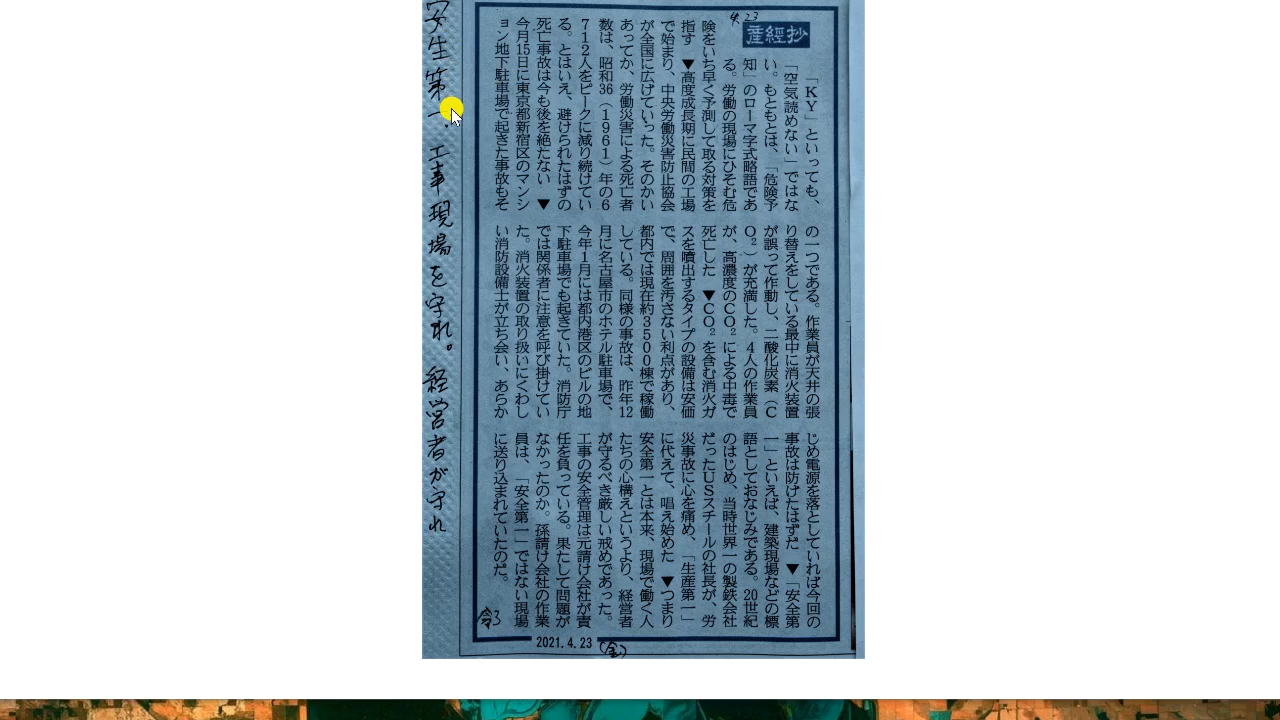 4.23
産經抄
「ＫＹ」といっても、
「空気読めない」ではな
い。もともとは、「危険予
知」のローマ字式略語であ
る。労働の現場にひそむ危
険をいち早く予測して取る対策を
指す▼高度成長期に民間の工場
で始まり、中央労働災害防止協会
が全国に広げていった。そのかい
あってか、労働災害による死亡者
数は、昭和36（１９６１）年の６
７１２人をピークに減り続けてい
る。とはいえ、避けられたはずの
死亡事故は今も後を絶たない▼
今月15日に東京都新宿区のマンシ
ョン地下駐車場で起きた事故もそ
の一つである。作業員が天井の張
り替えをしている最中に消火装置
が誤って作動し、二酸化炭素（Ｃ
Ｏ₂）が充満した。４人の作業員
が、高濃度のＣＯ₂による中毒で
死亡した▼ＣＯ₂を含む消火ガ
スを噴出するタイプの設備は安価
で、周囲を汚さない利点があり、
都内では現在約３５００棟で稼働
している。同様の事故は、昨年12
月に名古屋市のホテル駐車場で、
今年１月には都内港区のビルの地
下駐車場でも起きていた。消防庁
では関係者に注意を呼び掛けてい
た。消火装置の取り扱いにくわし
い消防設備士が立ち会い、あらか
じめ電源を落としていれば今回の
事故は防げたはずだ▼「安全第
一」といえば、建築現場などの標
語としておなじみである。20世紀
のはじめ、当時世界一の製鉄会社
だったＵＳスチールの社長が、労
災事故に心を痛め、「生産第一」
に代えて、唱え始めた▼つまり
安全第一とは本来、現場で働く人
たちの心構えというより、経営者
が守るべき厳しい戒めであった。
工事の安全管理は元請け会社が責
任を負っている。果たして問題が
なかったのか。孫請け会社の作業
員は、「安全第一」ではない現場
に送り込まれていたのだ。
令3
2021.4.23
(金)
安生第一、工事現場を守れ。経営者が守れ